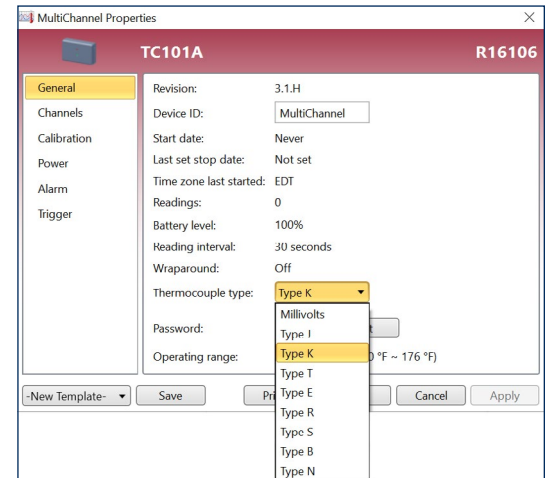 MultiChannel Properties
TC101A R16106
General
Channels
Calibration
Power
Alarm
Trigger
Revision: 3.1.H
Device ID: MultiChannel
Start date: Never
Last set stop date: Not set
Time zone last started: EDT
Readings: 0
Battery level: 100%
Reading interval: 30 seconds
Wraparound: Off
Thermocouple type: Type K
Millivolts
Password:
Type J
Operating range: Type K 0 °F ~ 176 °F)
Type T
-New Template- Save Type E Cancel Apply
Type R
Type S
Type B
Type N